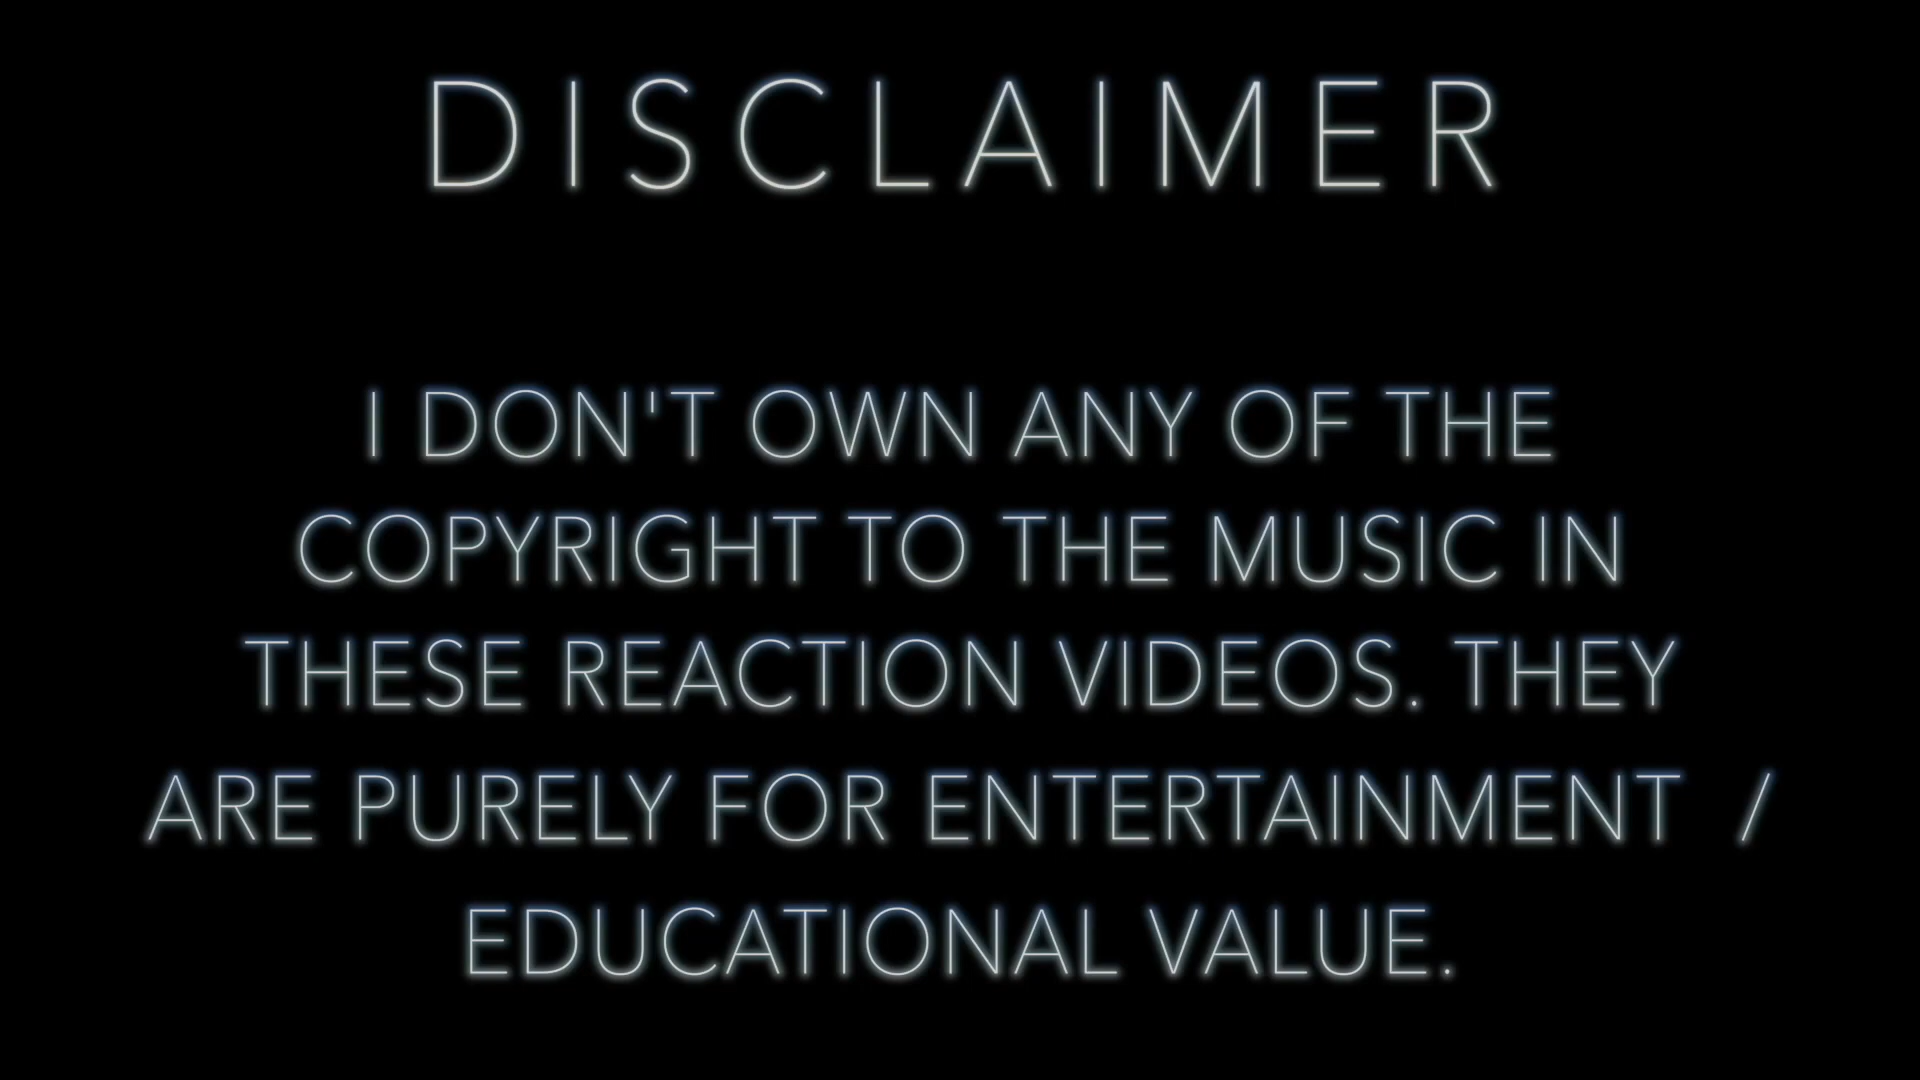 DISCLAIMER
I DON'T OWN ANY OF THE
COPYRIGHT TO THE MUSIC IN
THESE REACTION VIDEOS. THEY
ARE PURELY FOR ENTERTAINMENT /
EDUCATIONAL VALUE.